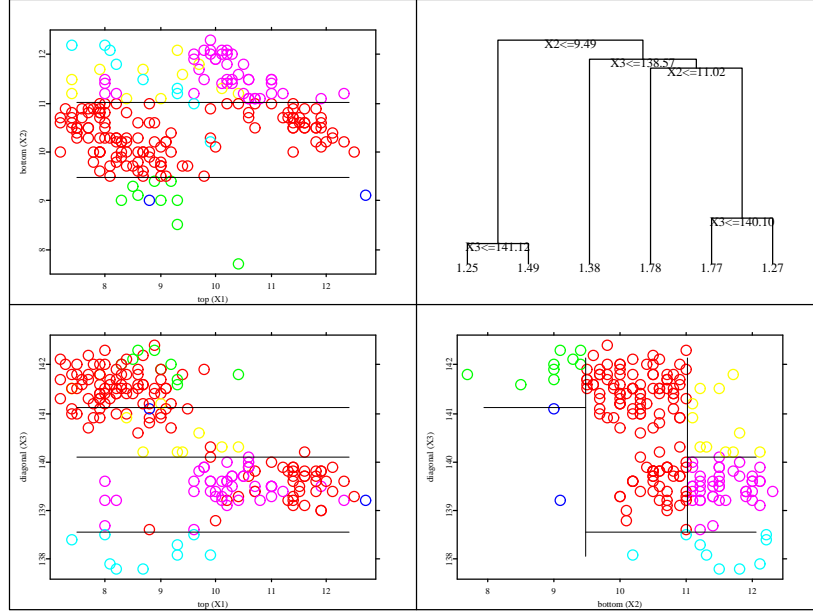 12
11
10
9
8
bottom (X2)
8 9 10 11 12
top (X1)
X2<=9.49
X3<=138.57
X2<=11.02
X3<=141.12
X3<=140.10
1.25 1.49 1.38 1.78 1.77 1.27
142
141
140
139
138
diagonal (X3)
8 9 10 11 12
top (X1)
142
141
140
139
138
diagonal (X3)
8 9 10 11 12
bottom (X2)